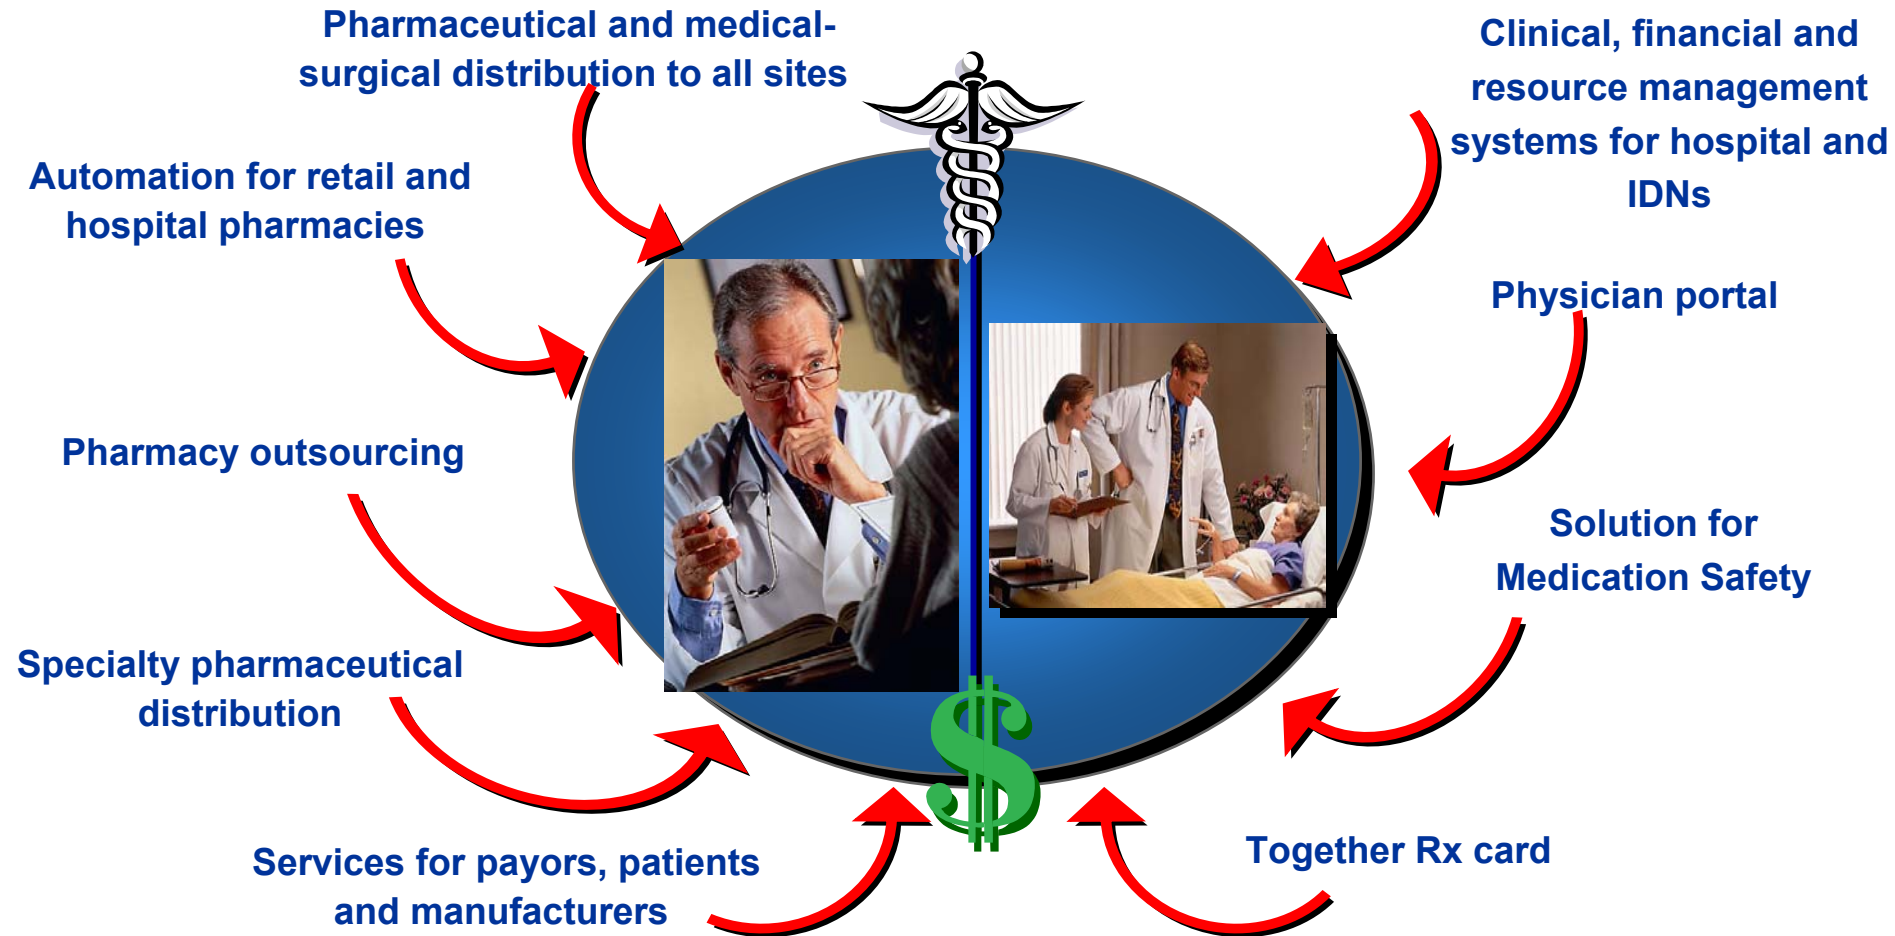 Pharmaceutical and medical-
surgical distribution to all sites
Automation for retail and
hospital pharmacies
Pharmacy outsourcing
Specialty pharmaceutical
distribution
Services for payors, patients
and manufacturers
Clinical, financial and
resource management
systems for hospital and
IDNs
Physician portal
Solution for
Medication Safety
Together Rx card
$